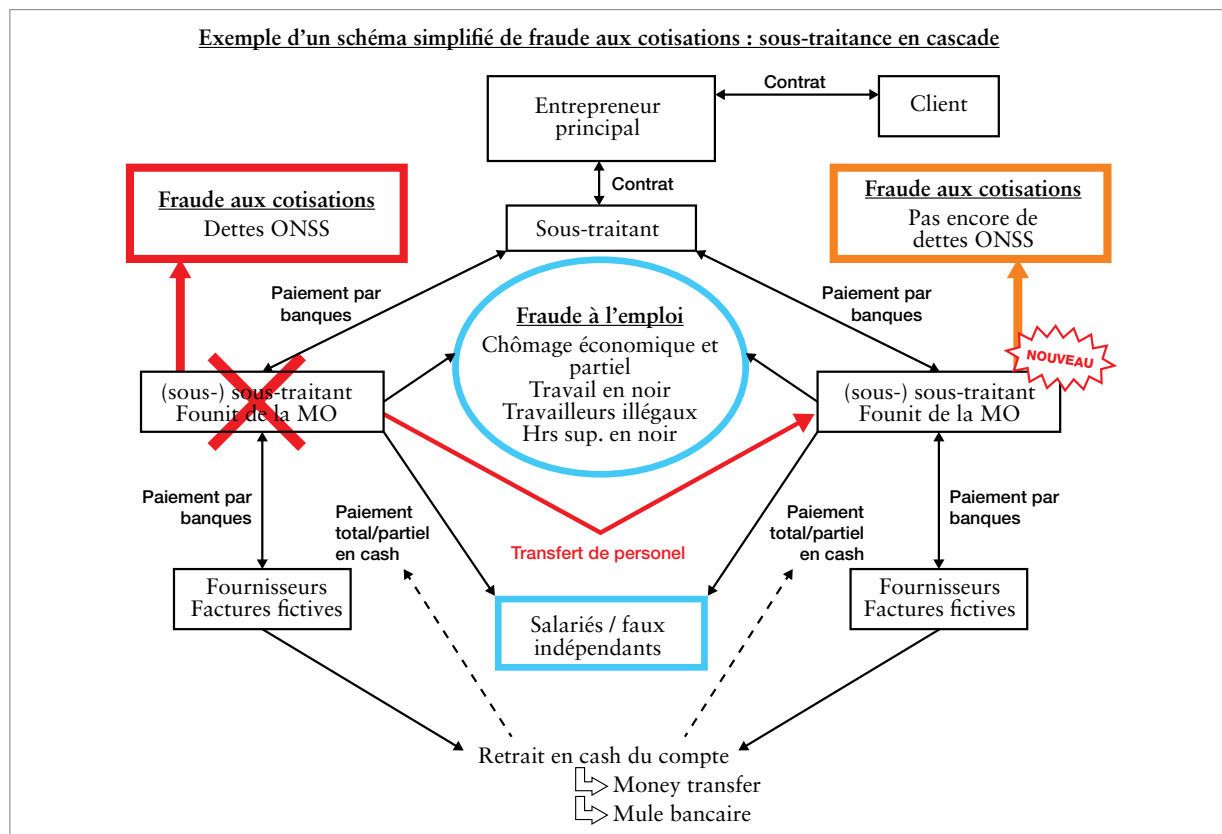 Exemple d'un schéma simplifié de fraude aux cotisations : sous-traitance en cascade
Entrepreneur
principal
Contrat
Client
Contrat
Fraude aux cotisations
Dettes ONSS
Sous-traitant
Fraude aux cotisations
Pas encore de
dettes ONSS
Paiement par
banques
Fraude à l'emploi
Chômage économique et
partiel
Travail en noir
Travailleurs illégaux
Hrs sup. en noir
Paiement par
banques
NOUVEAU
(sous-) sous-traitant
Founit de la MO
(sous-) sous-traitant
Founit de la MO
Paiement par
banques
Paiement
total/partiel
en cash
Transfert de personel
Paiement
total/partiel
en cash
Paiement par
banques
Fournisseurs
Factures fictives
Salariés / faux
indépendants
Fournisseurs
Factures fictives
Retrait en cash du compte
Money transfer
Mule bancaire